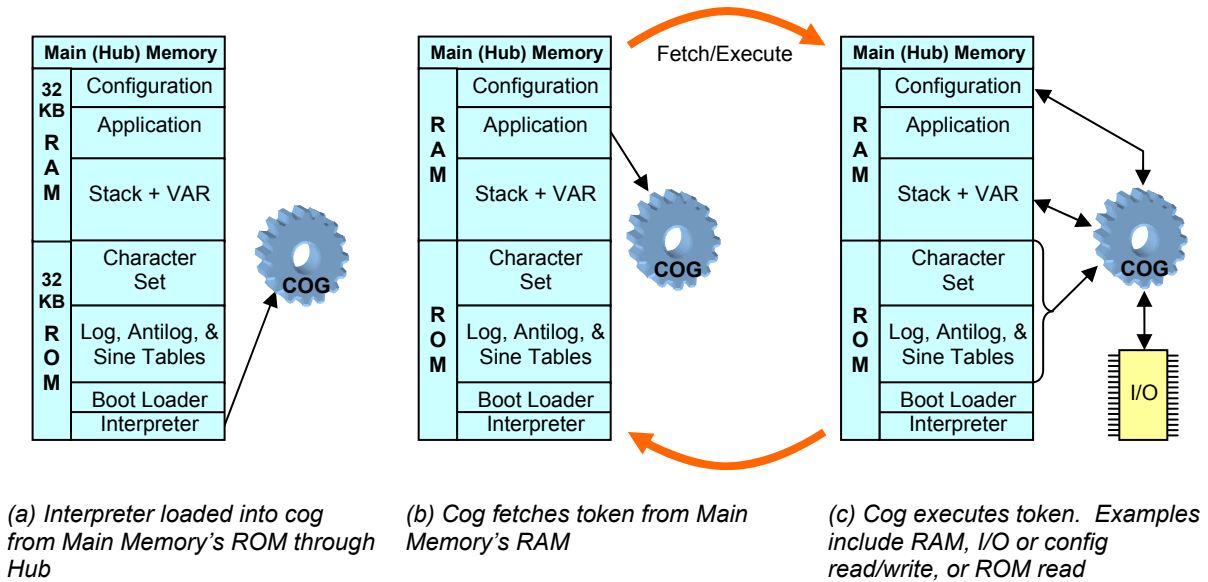 Main (Hub) Memory
32
KB
R
A
M
Configuration
Application
Stack + VAR
32
KB
R
O
M
Character
Set
Log, Antilog, &
Sine Tables
Boot Loader
Interpreter
COG
Main (Hub) Memory
R
A
M
Configuration
Application
Stack + VAR
R
O
M
Character
Set
Log, Antilog, &
Sine Tables
Boot Loader
Interpreter
COG
Fetch/Execute
Main (Hub) Memory
R
A
M
Configuration
Application
Stack + VAR
R
O
M
Character
Set
Log, Antilog, &
Sine Tables
Boot Loader
Interpreter
COG
I/O
(a) Interpreter loaded into cog
from Main Memory’s ROM through
Hub
(b) Cog fetches token from Main
Memory’s RAM
(c) Cog executes token.  Examples
include RAM, I/O or config
read/write, or ROM read